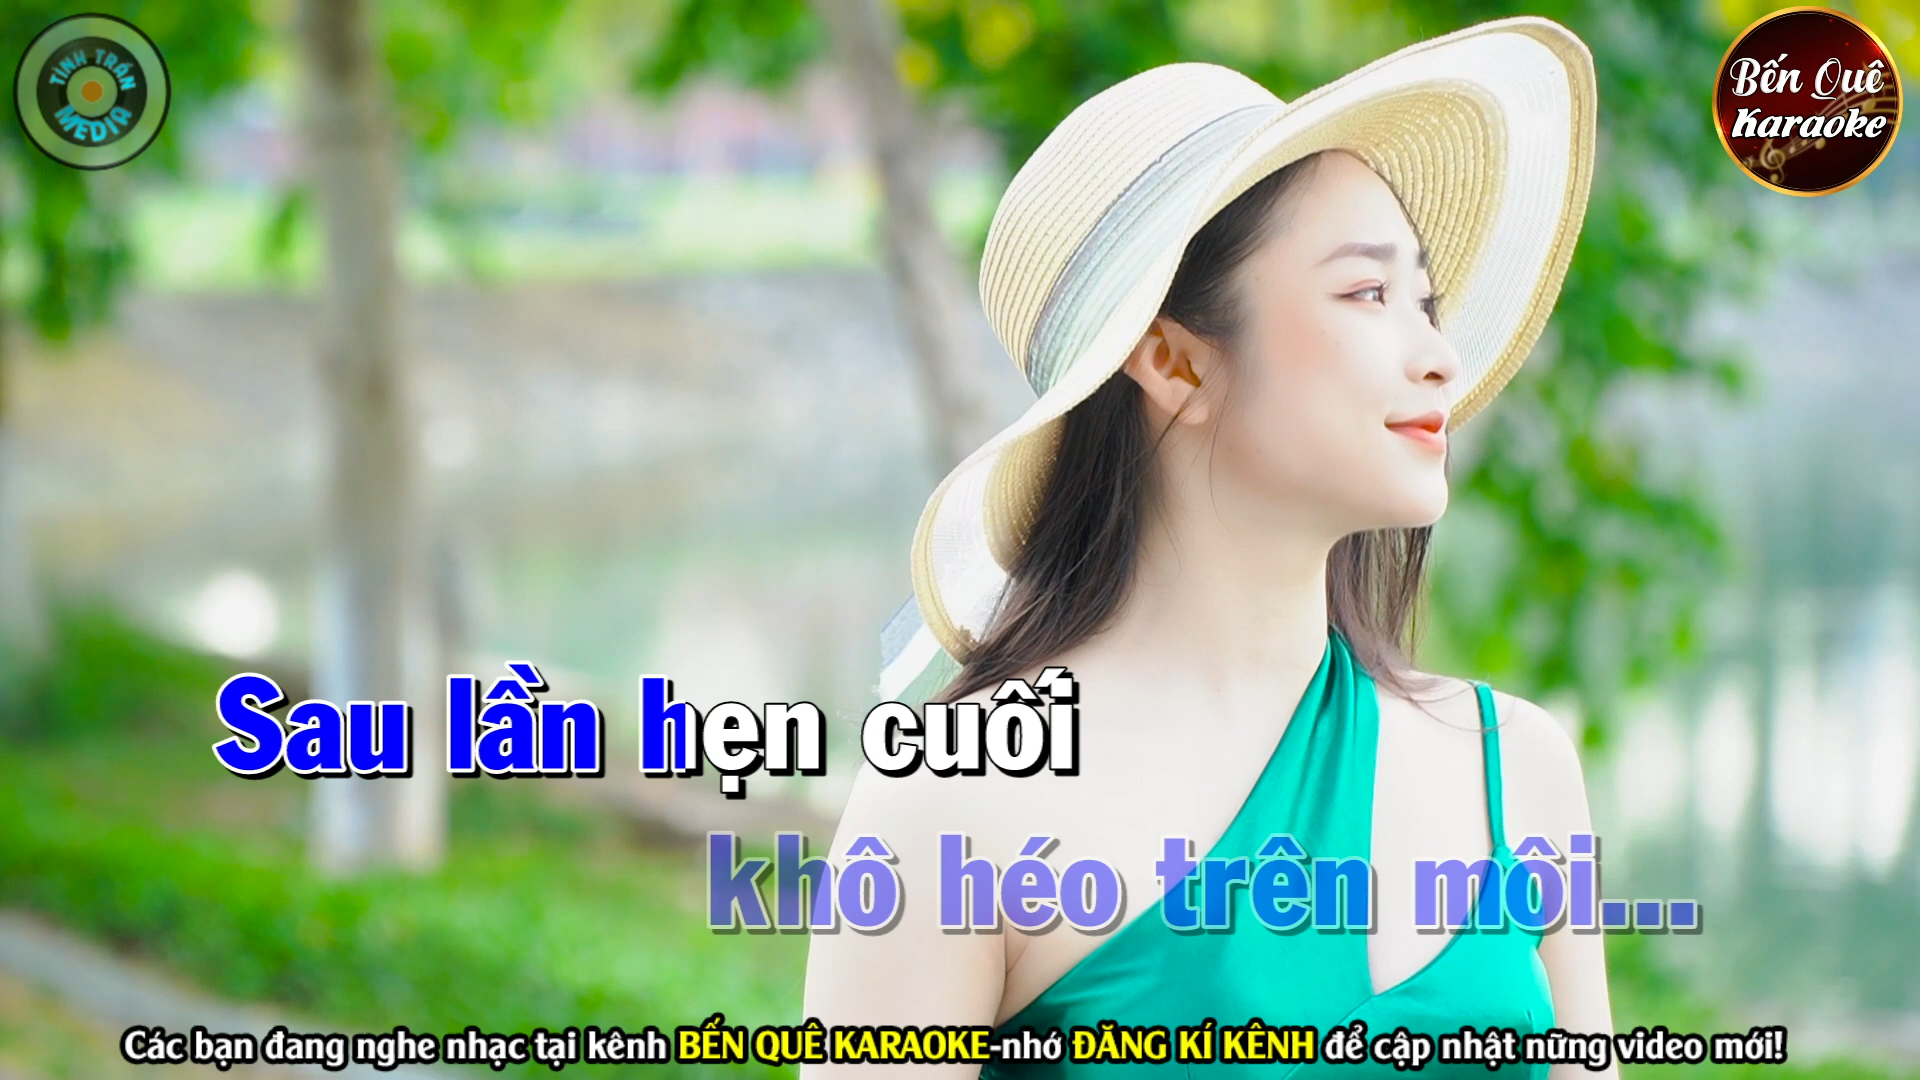 TÌNH TRẦN
MEDIA
Bến Quê
Karaoke
Sau lần hẹn cuối
khô héo trên môi...
Các bạn đang nghe nhạc tại kênh BẾN QUÊ KARAOKE-nhớ ĐĂNG KÍ KÊNH để cập nhật nững video mới!